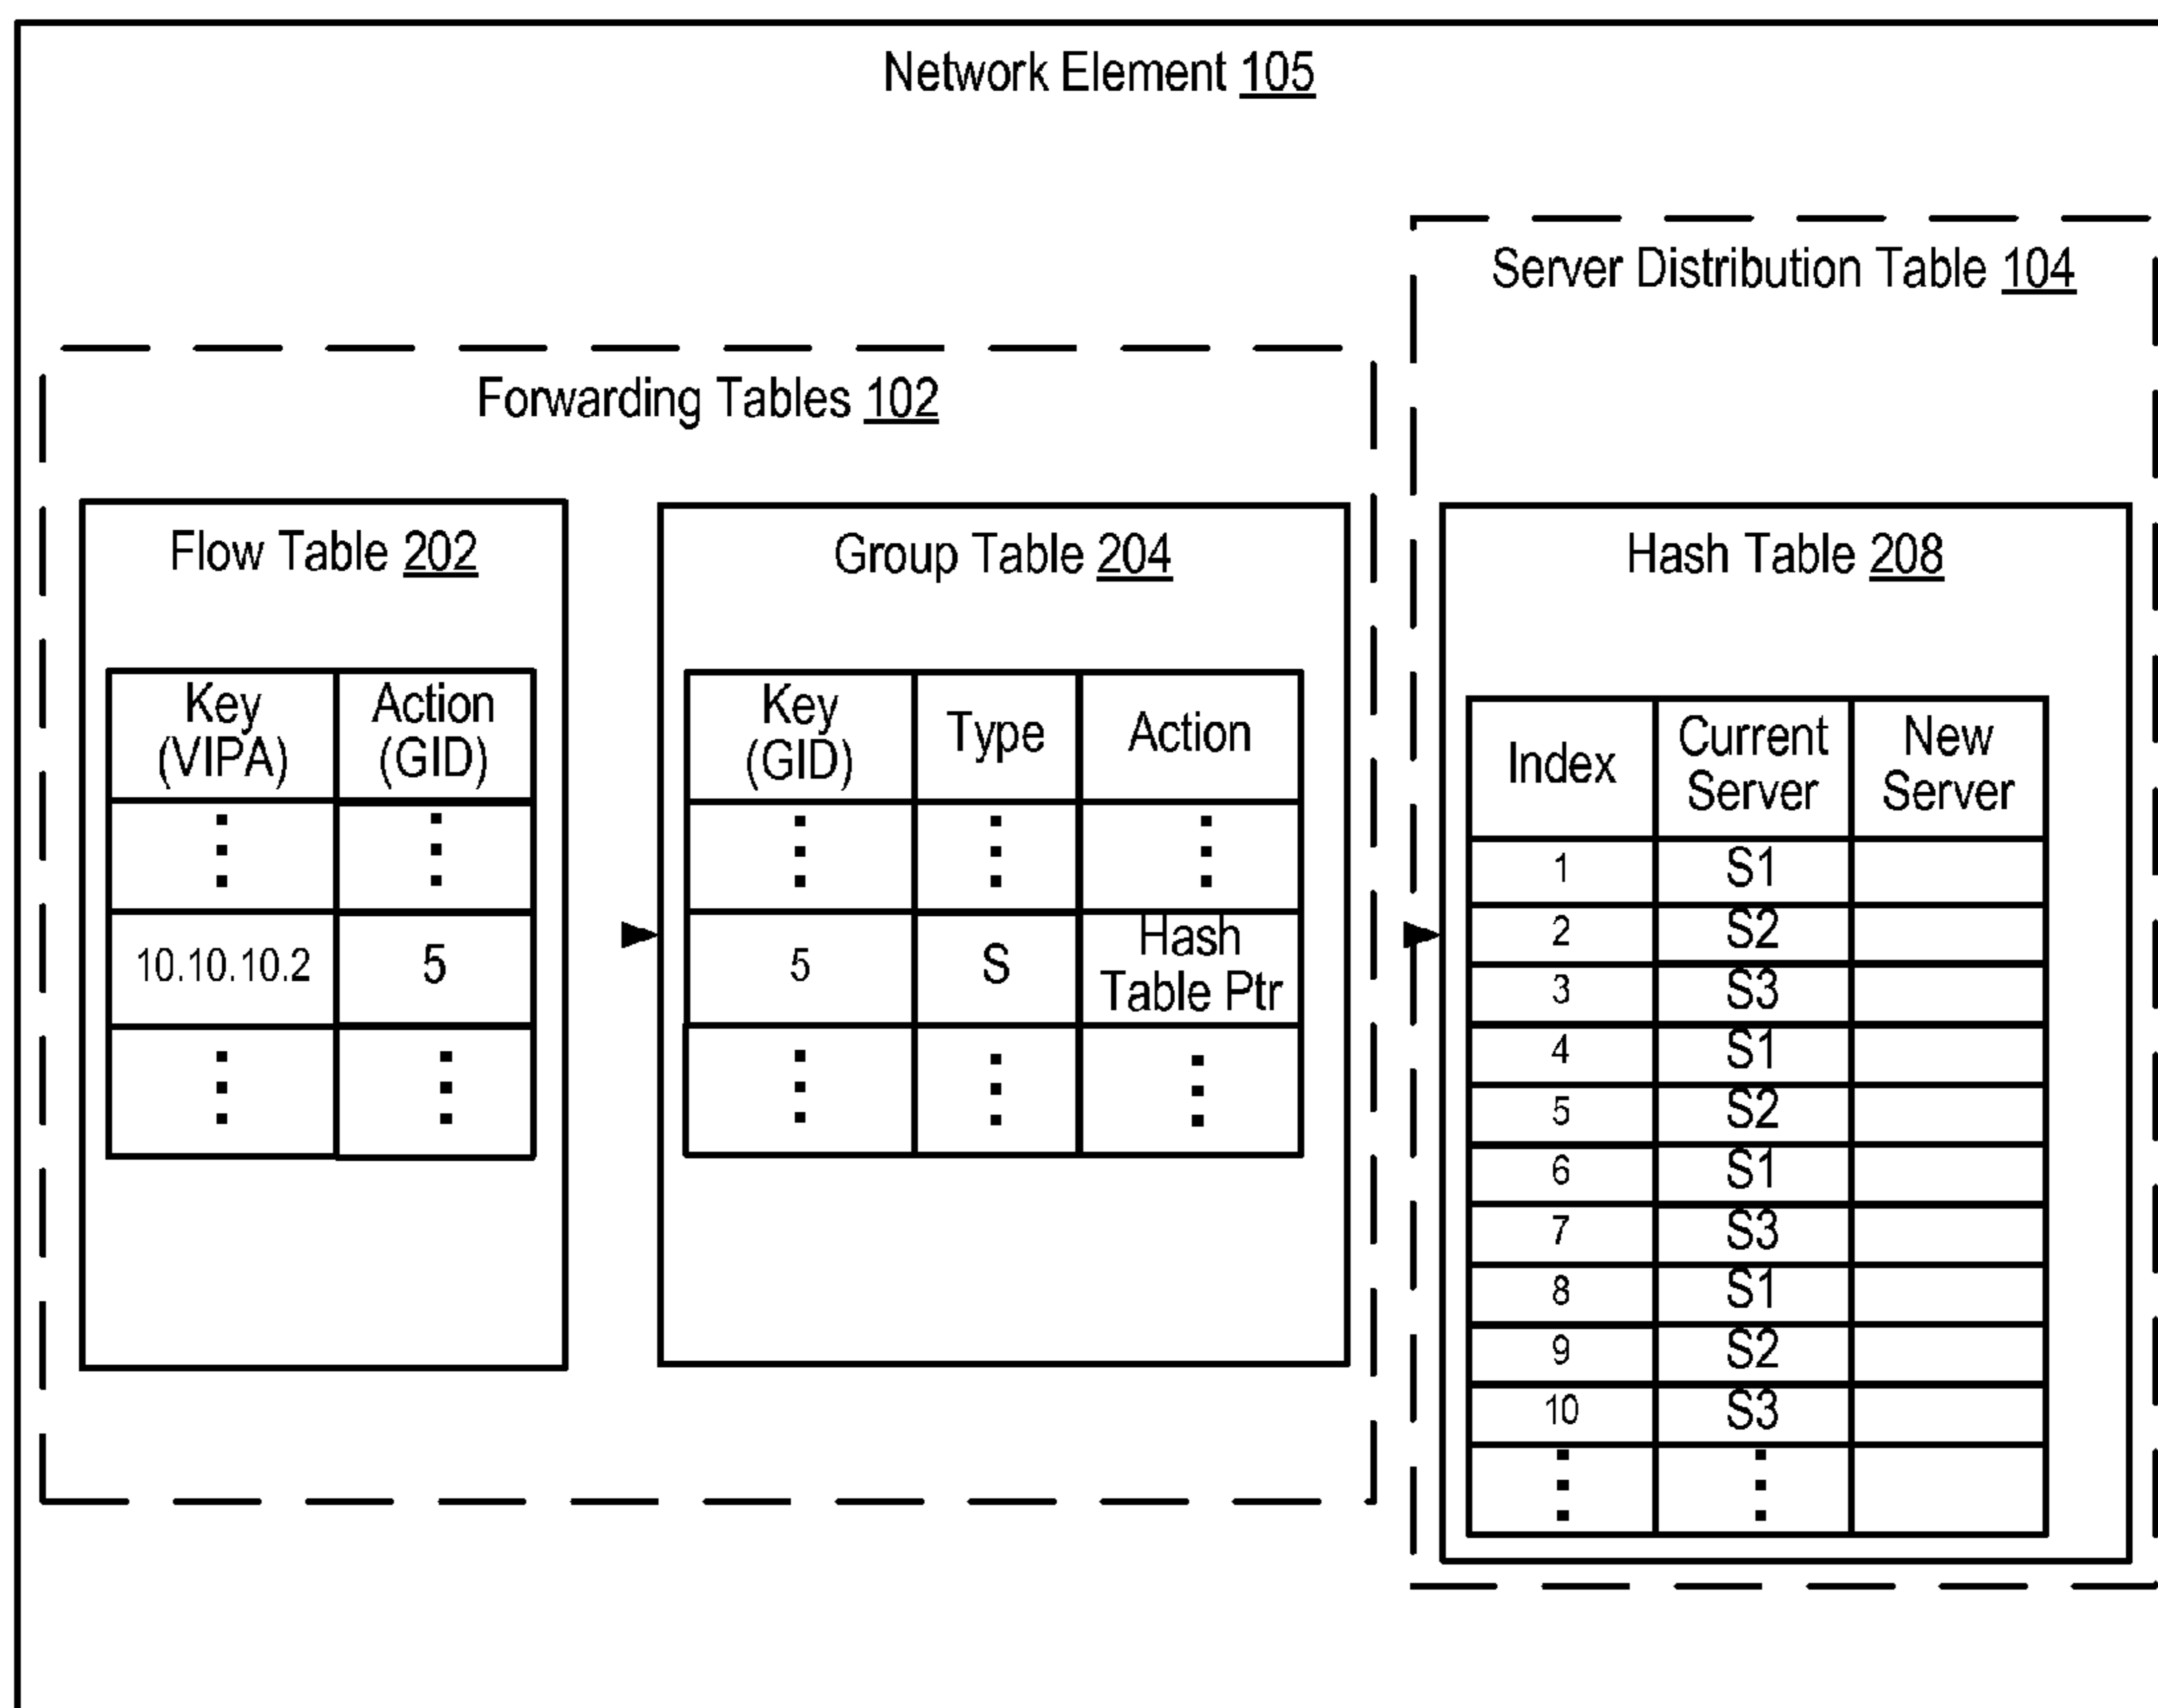 Network Element 105
Server Distribution Table 104
Forwarding Tables 102
Flow Table 202
Key
(VIPA)
Action
(GID)
10.10.10.2
5
Group Table 204
Key
(GID)
Type
Action
5
S
Hash
Table Ptr
Hash Table 208
Index
Current
Server
New
Server
1 S1
2 S2
3 S3
4 S1
5 S2
6 S1
7 S3
8 S1
9 S2
10 S3